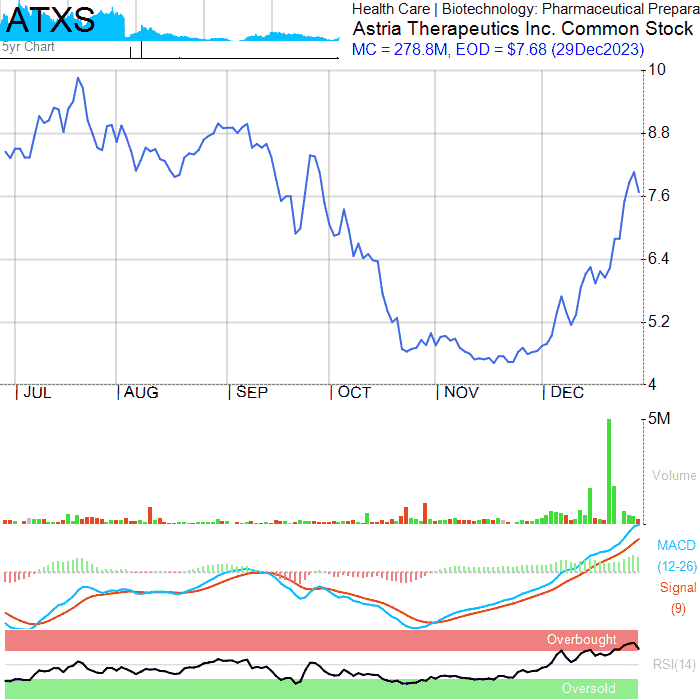 ATXS
5yr Chart
Health Care | Biotechnology: Pharmaceutical Prepara
Astria Therapeutics Inc. Common Stock
MC = 278.8M, EOD = $7.68 (29Dec2023)
10
8.8
7.6
6.4
5.2
4
JUL AUG SEP OCT NOV DEC
5M
Volume
MACD
(12-26)
Signal
(9)
Overbought
RSI(14)
Oversold